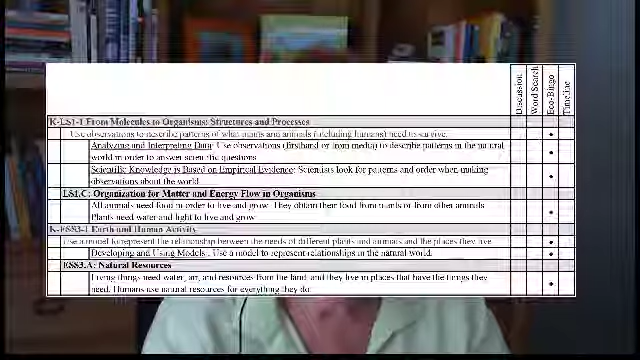 Discussion
Word Search
Eco-Bingo
Timeline
K-LS1-1 From Molecules to Organisms: Structures and Processes
Use observations to describe patterns of what plants and animals (including humans) need to survive.
Analyzing and Interpreting Data: Use observations (firsthand or from media) to describe patterns in the natural
world in order to answer scientific questions
Scientific Knowledge is Based on Empirical Evidence: Scientists look for patterns and order when making
observations about the world
LS1.C: Organization for Matter and Energy Flow in Organisms
All animals need food in order to live and grow. They obtain their food from plants or from other animals
Plants need water and light to live and grow
K-ESS3-1 Earth and Human Activity
Use a model to represent the relationship between the needs of different plants and animals and the places they live
Developing and Using Models: Use a model to represent relationships in the natural world.
ESS3.A: Natural Resources
Living things need water, air, and resources from the land, and they live in places that have the things they
need. Humans use natural resources for everything they do.